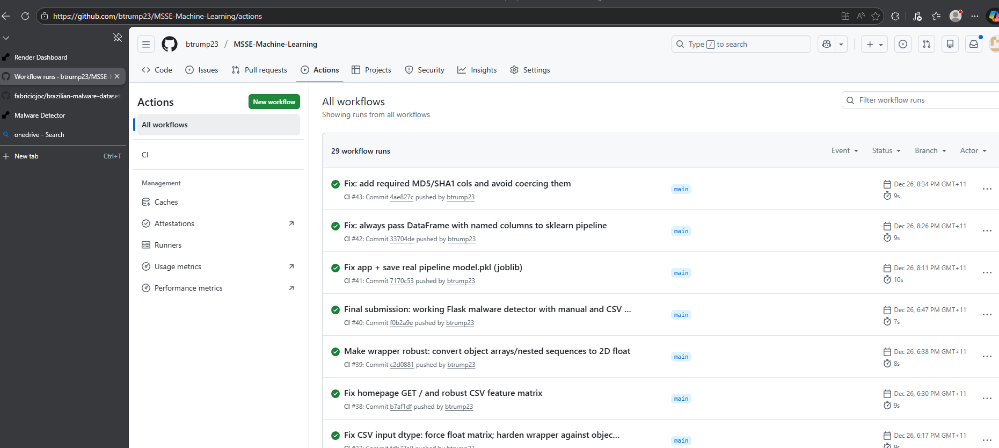 https://github.com/btrump23/MSSE-Machine-Learning/actions
Render Dashboard
Workflow runs · btrump23/MSSE-M
fabriciojoc/brazilian-malware-dataset
Malware Detector
onedrive - Search
New tab
Ctrl+T
btrump23 / MSSE-Machine-Learning
Type / to search
Code
Issues
Pull requests
Actions
Projects
Security
Insights
Settings
Actions
New workflow
All workflows
CI
Management
Caches
Attestations
Runners
Usage metrics
Performance metrics
All workflows
Showing runs from all workflows
Filter workflow runs
29 workflow runs
Event
Status
Branch
Actor
Fix: add required MD5/SHA1 cols and avoid coercing them
CI #43: Commit 4ae827c pushed by btrump23
main
Dec 26, 8:34 PM GMT+11
9s
Fix: always pass DataFrame with named columns to sklearn pipeline
CI #42: Commit 33704de pushed by btrump23
main
Dec 26, 8:26 PM GMT+11
9s
Fix app + save real pipeline model.pkl (joblib)
CI #41: Commit 7170c53 pushed by btrump23
main
Dec 26, 8:11 PM GMT+11
10s
Final submission: working Flask malware detector with manual and CSV ...
CI #40: Commit f0b2a9e pushed by btrump23
main
Dec 26, 6:47 PM GMT+11
7s
Make wrapper robust: convert object arrays/nested sequences to 2D float
CI #39: Commit c2d0881 pushed by btrump23
main
Dec 26, 6:38 PM GMT+11
8s
Fix homepage GET / and robust CSV feature matrix
CI #38: Commit b7af1df pushed by btrump23
main
Dec 26, 6:30 PM GMT+11
9s
Fix CSV input dtype: force float matrix; harden wrapper against objec...
CI #37: Commit fdb77a8 pushed by btrump23
main
Dec 26, 6:17 PM GMT+11
9s